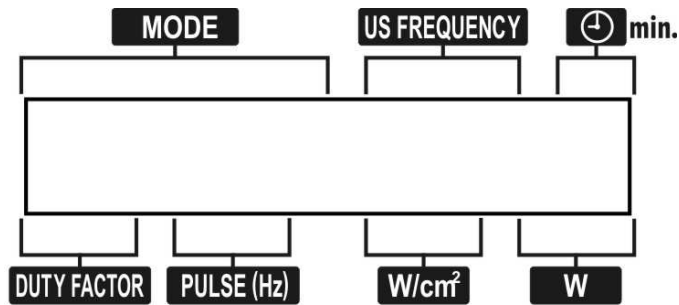 MODE US FREQUENCY min.
DUTY FACTOR PULSE (Hz) W/cm² W